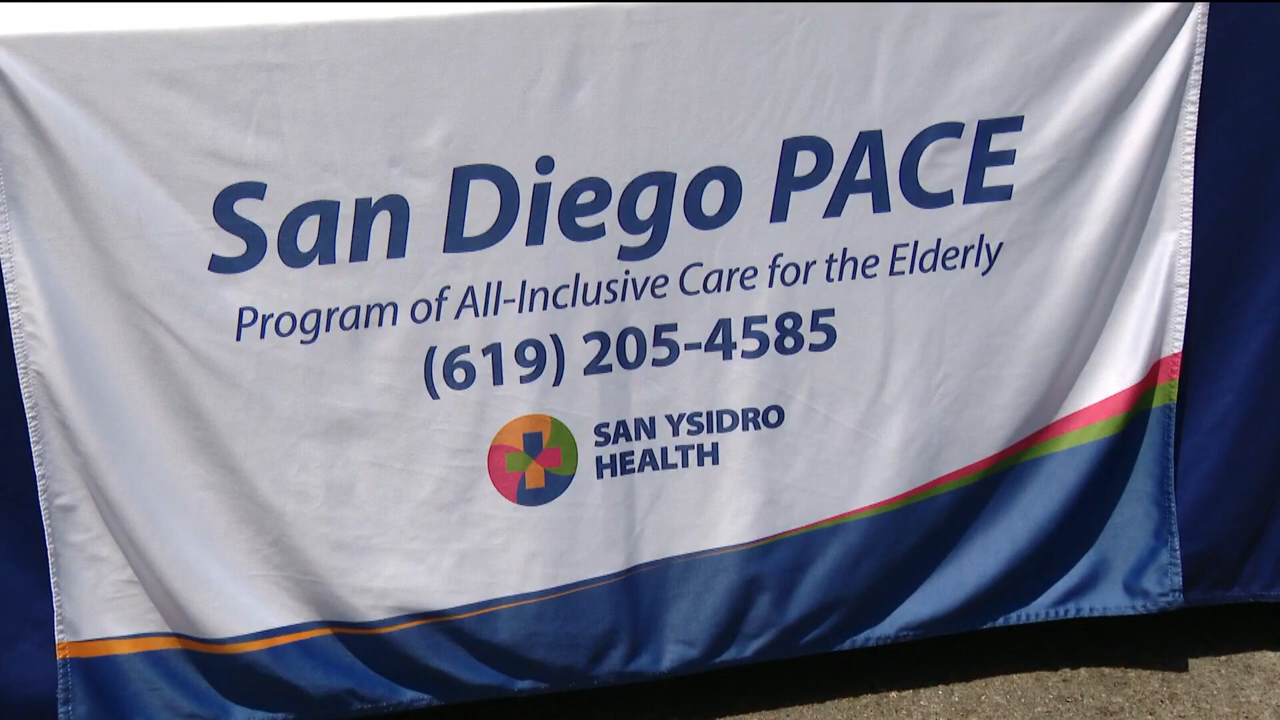 San Diego PACE
Program of All-Inclusive Care for the Elderly
(619) 205-4585
SAN YSIDRO
HEALTH